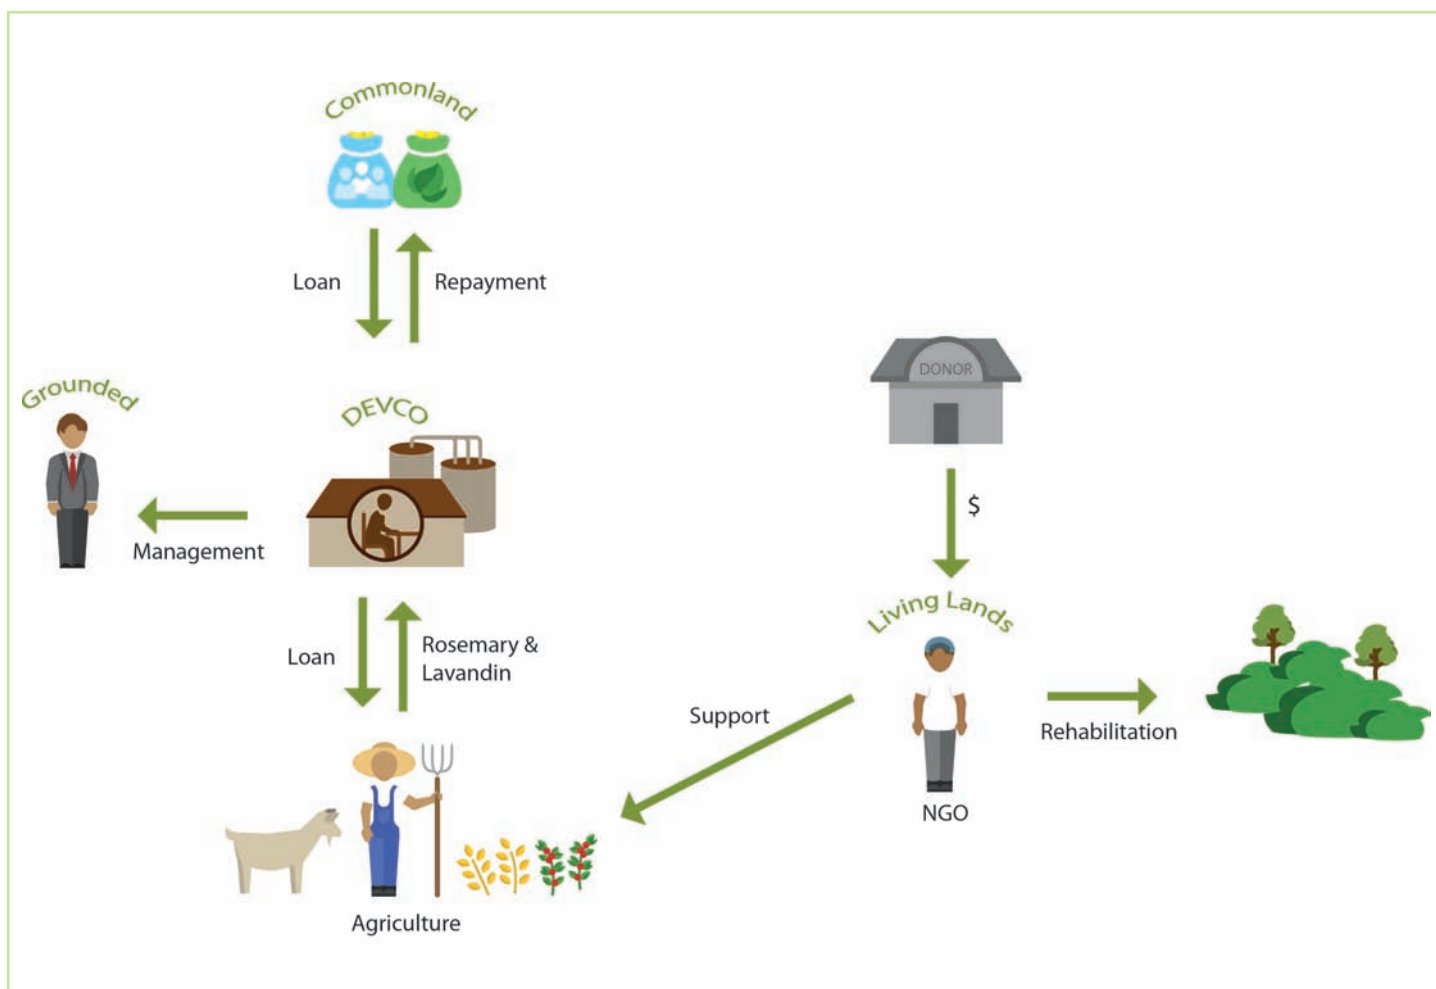 Commonland
Loan
Repayment
Grounded
DEVCO
DONOR
Management
$
Living Lands
Loan
Rosemary &
Lavandin
Support
Rehabilitation
NGO
Agriculture